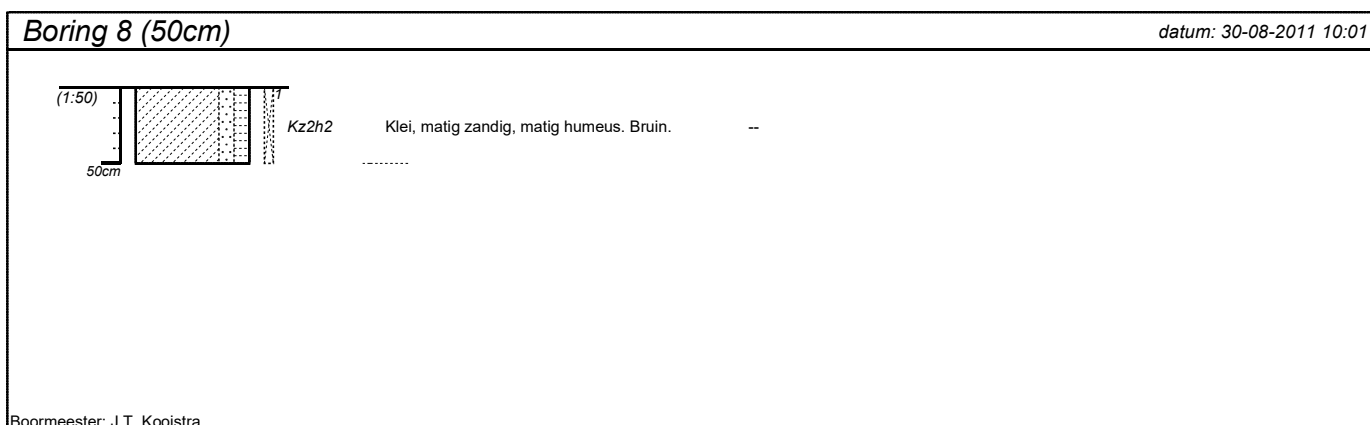 Boring 8 (50cm) datum: 30-08-2011 10:01
(1:50) 1
Kz2h2 Klei, matig zandig, matig humeus. Bruin. --
50cm
Boormeester: J.T. Kooistra